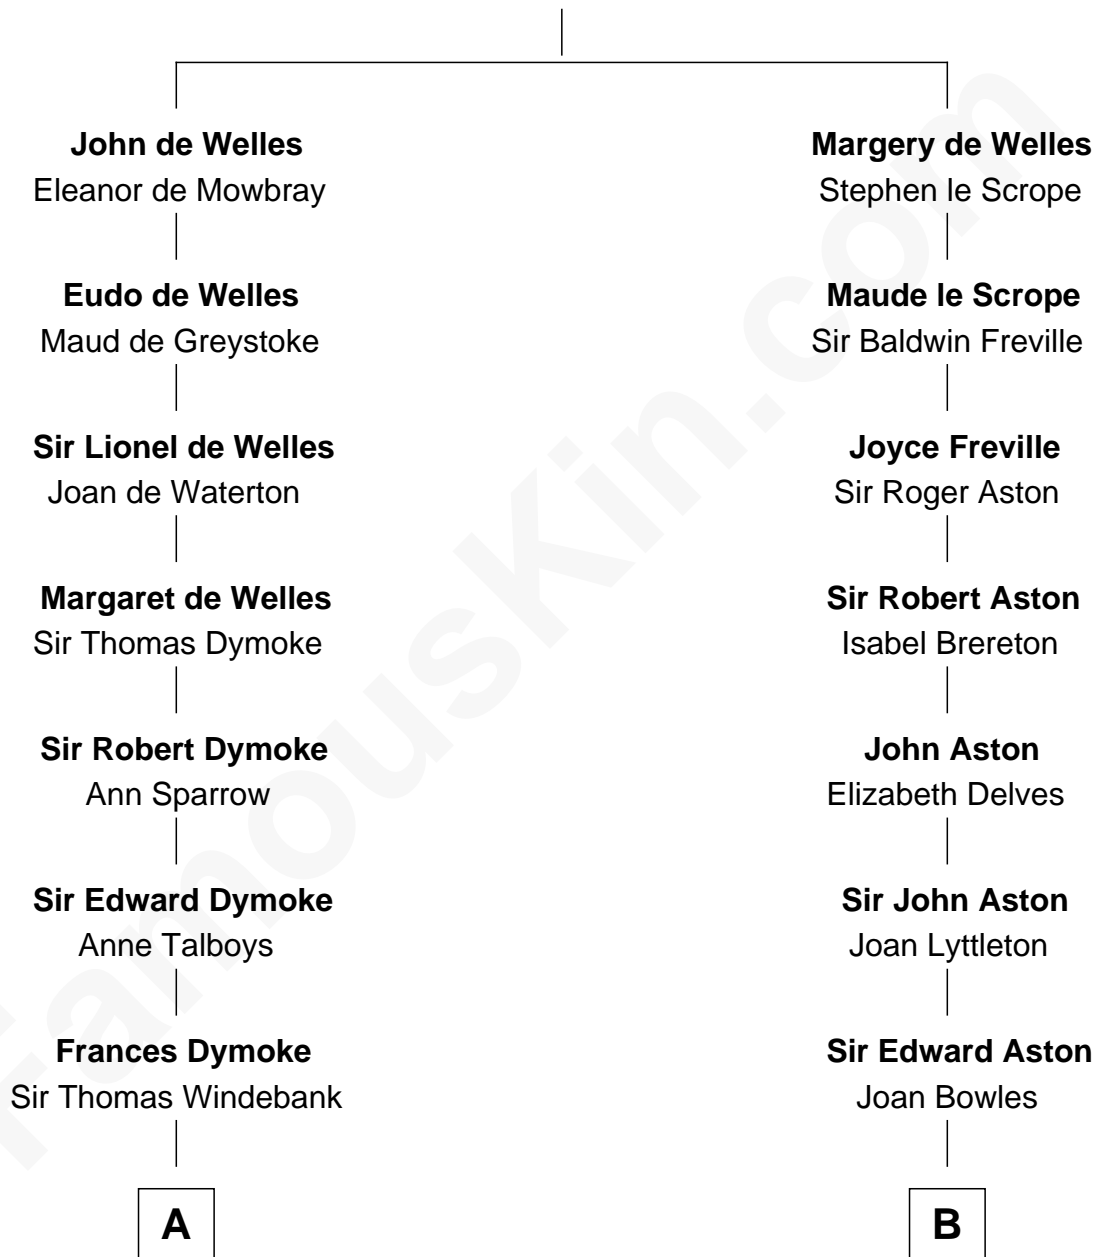 John de Welles
Eleanor de Mowbray
Eudo de Welles
Maud de Greystoke
Sir Lionel de Welles
Joan de Waterton
Margaret de Welles
Sir Thomas Dymoke
Sir Robert Dymoke
Ann Sparrow
Sir Edward Dymoke
Anne Talboys
Frances Dymoke
Sir Thomas Windebank
A
Margery de Welles
Stephen le Scrope
Maude le Scrope
Sir Baldwin Freville
Joyce Freville
Sir Roger Aston
Sir Robert Aston
Isabel Brereton
John Aston
Elizabeth Delves
Sir John Aston
Joan Lyttleton
Sir Edward Aston
Joan Bowles
B
FamousKin.com